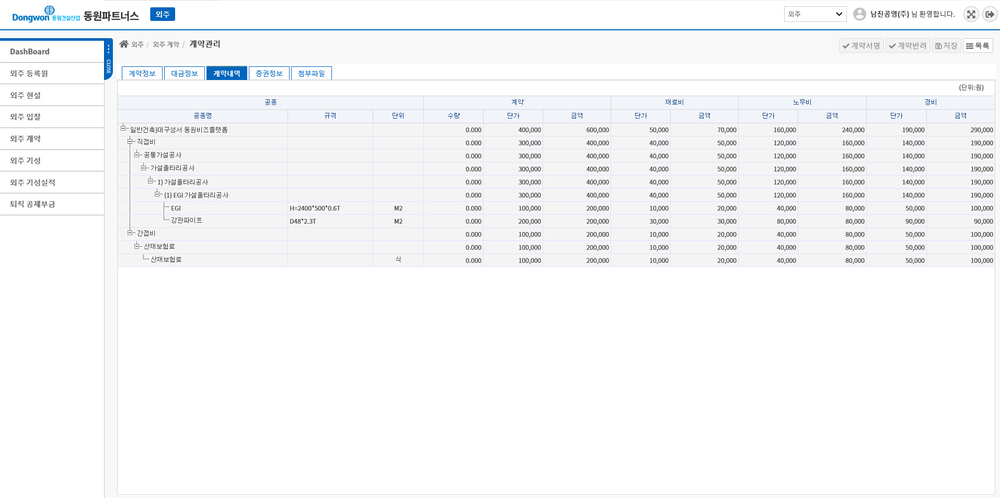 Dongwon 동원건설산업 동원파트너스 외주
외주 남진공영(주) 님 환영합니다.
CLOSE
DashBoard
외주 등록원
외주 현설
외주 입찰
외주 계약
외주 기성
외주 기성실적
퇴직 공제부금
외주 / 외주 계약 / 계약관리
계약서명 계약반려 저장 목록
계약정보 대금정보 계약내역 증권정보 첨부파일
(단위:원)
공종 계약 재료비 노무비 경비
공종명 규격 단위 수량 단가 금액 단가 금액 단가 금액 단가 금액
일반건축)대구성서 동원비즈플랫폼 0.000 400,000 600,000 50,000 70,000 160,000 240,000 190,000 290,000
직접비 0.000 300,000 400,000 40,000 50,000 120,000 160,000 140,000 190,000
공통가설공사 0.000 300,000 400,000 40,000 50,000 120,000 160,000 140,000 190,000
가설울타리공사 0.000 300,000 400,000 40,000 50,000 120,000 160,000 140,000 190,000
1) 가설울타리공사 0.000 300,000 400,000 40,000 50,000 120,000 160,000 140,000 190,000
(1) EGI 가설울타리공사 0.000 300,000 400,000 40,000 50,000 120,000 160,000 140,000 190,000
EGI H=2400*500*0.6T M2 0.000 100,000 200,000 10,000 20,000 40,000 80,000 50,000 100,000
강관파이프 D48*2.3T M2 0.000 200,000 200,000 30,000 30,000 80,000 80,000 90,000 90,000
간접비 0.000 100,000 200,000 10,000 20,000 40,000 80,000 50,000 100,000
산재보험료 0.000 100,000 200,000 10,000 20,000 40,000 80,000 50,000 100,000
산재보험료 식 0.000 100,000 200,000 10,000 20,000 40,000 80,000 50,000 100,000